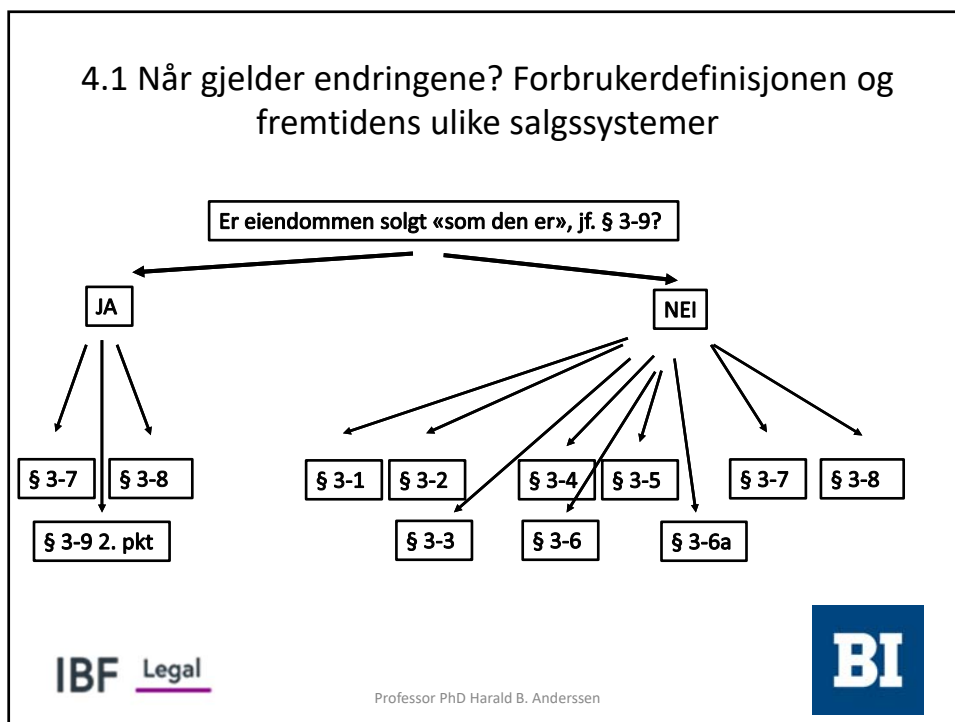 4.1 Når gjelder endringene? Forbrukerdefinisjonen og
fremtidens ulike salgssystemer
Er eiendommen solgt «som den er», jf. § 3-9?
JA
NEI
§ 3-7
§ 3-8
§ 3-1
§ 3-2
§ 3-4
§ 3-5
§ 3-7
§ 3-8
§ 3-9 2. pkt
§ 3-3
§ 3-6
§ 3-6a
IBF Legal
Professor PhD Harald B. Anderssen
BI